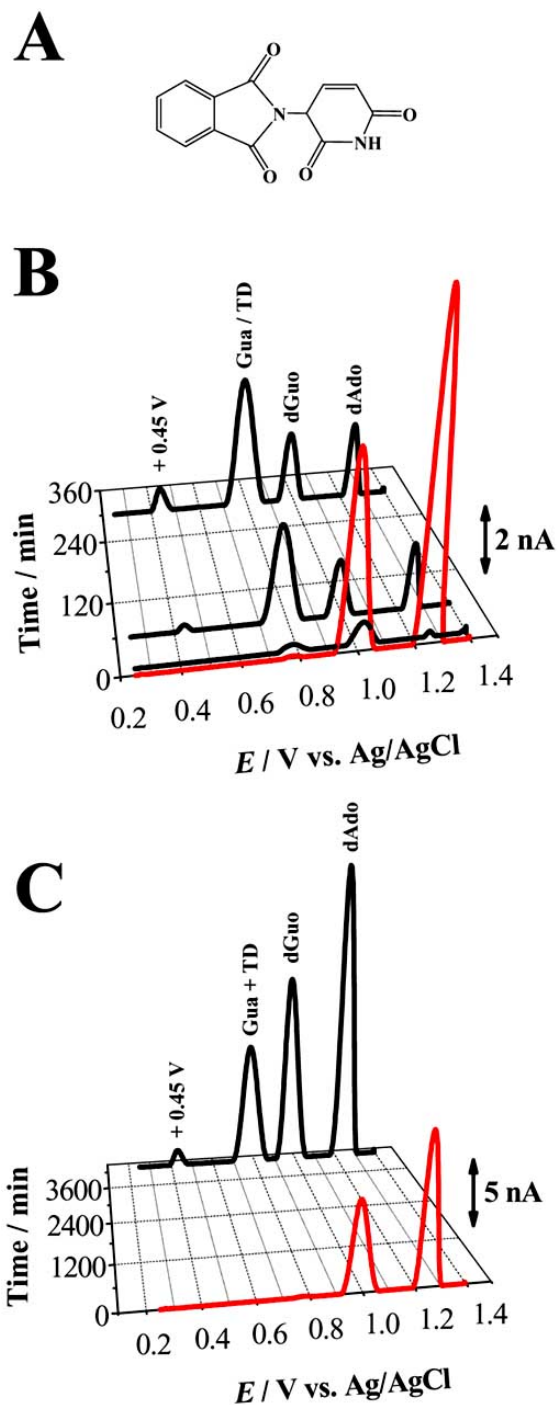 A
O
N
O
O
NH
O
B
+ 0.45 V
Gua / TD
dGuo
dAdo
360
240
120
0
Time / min
2 nA
0.2 0.4 0.6 0.8 1.0 1.2 1.4
E / V vs. Ag/AgCl
C
+ 0.45 V
Gua + TD
dGuo
dAdo
3600
2400
1200
0
Time / min
5 nA
0.2 0.4 0.6 0.8 1.0 1.2 1.4
E / V vs. Ag/AgCl